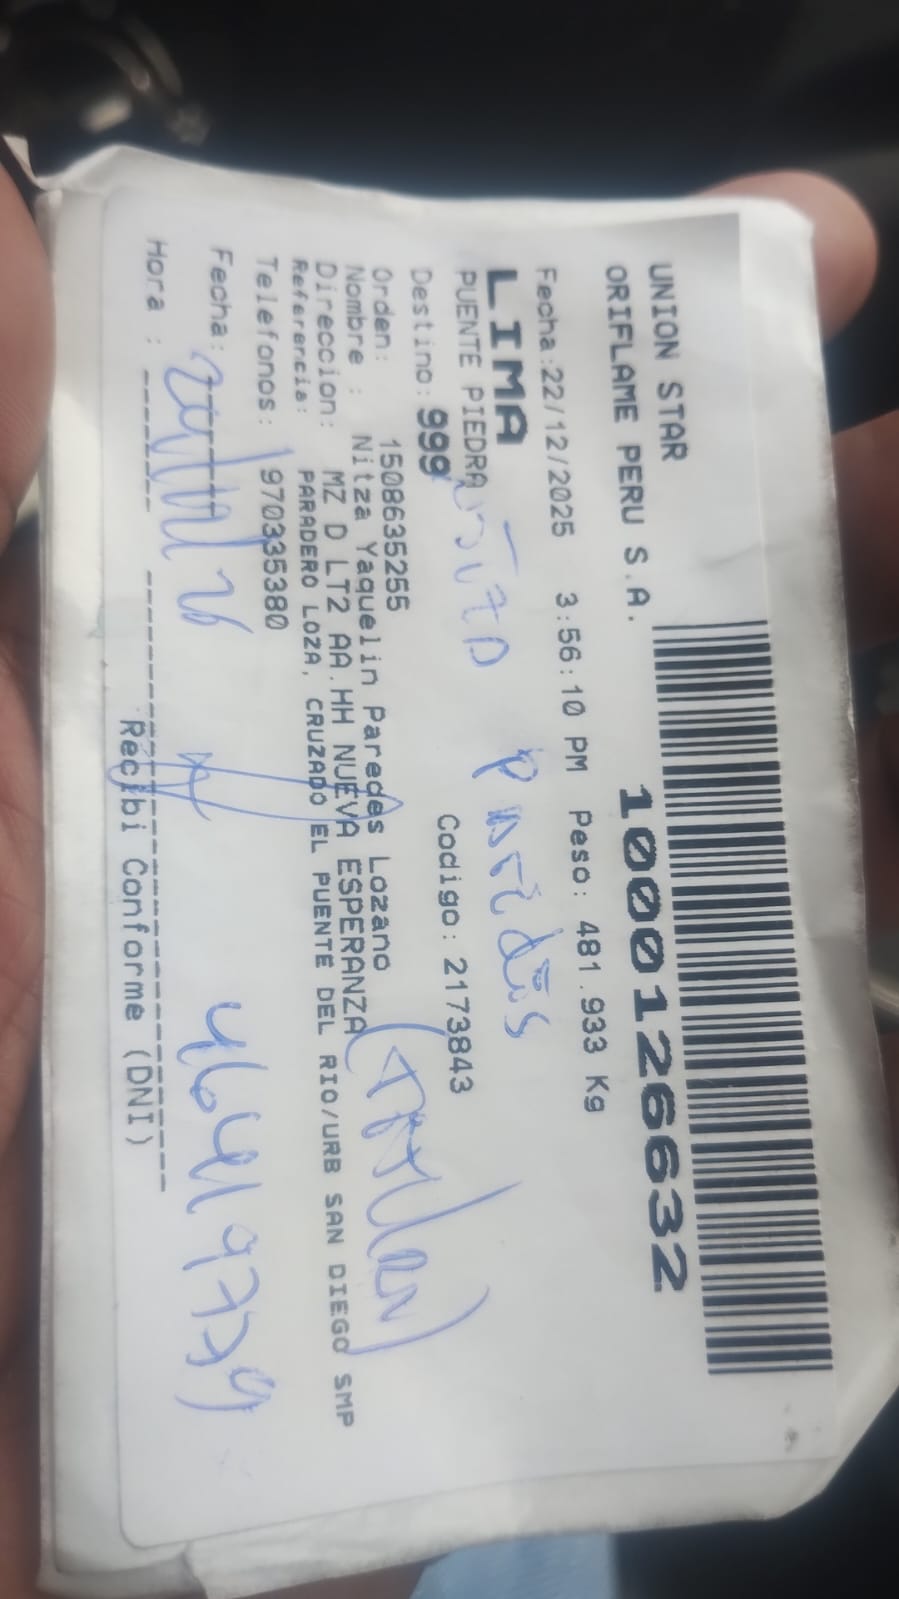 UNION STAR
ORIFLAME PERU S.A.
1000126632
Fecha:22/12/2025 3:56:10 PM Peso: 481.933 Kg
LIMA
PUENTE PIEDRA
Destino: 999 Codigo: 2173843
Orden: 1508635255
Nombre : Nitza Yaquelin Paredes Lozano
Direccion: MZ D LT2 AA.HH NUEVA ESPERANZA
Referencia: PARADERO LOZA, CRUZADO EL PUENTE DEL RIO/URB SAN DIEGO SMP
Telefonos: 970335380
Fecha: 46419739
Hora :
Recibi Conforme (DNI)